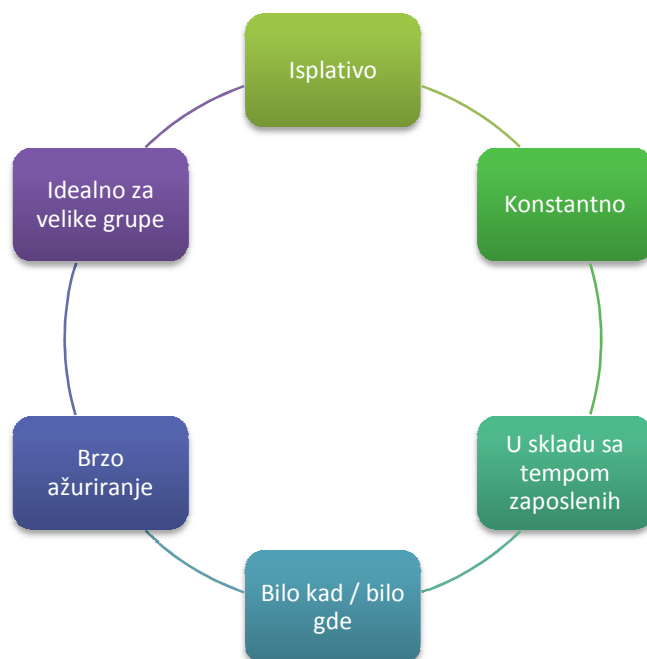 Isplativo
Konstantno
U skladu sa
tempom
zaposlenih
Bilo kad / bilo
gde
Brzo
ažuriranje
Idealno za
velike grupe